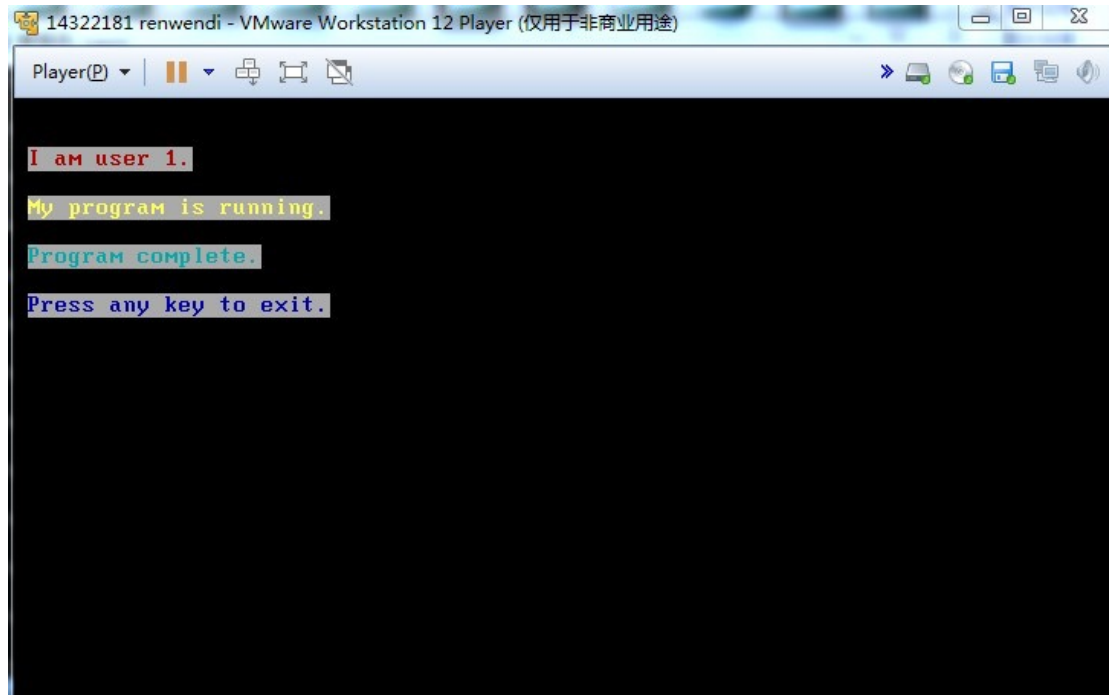 14322181 renwendi - VMware Workstation 12 Player (仅用于非商业用途)
Player(P)
I am user 1.
My program is running.
Program complete.
Press any key to exit.